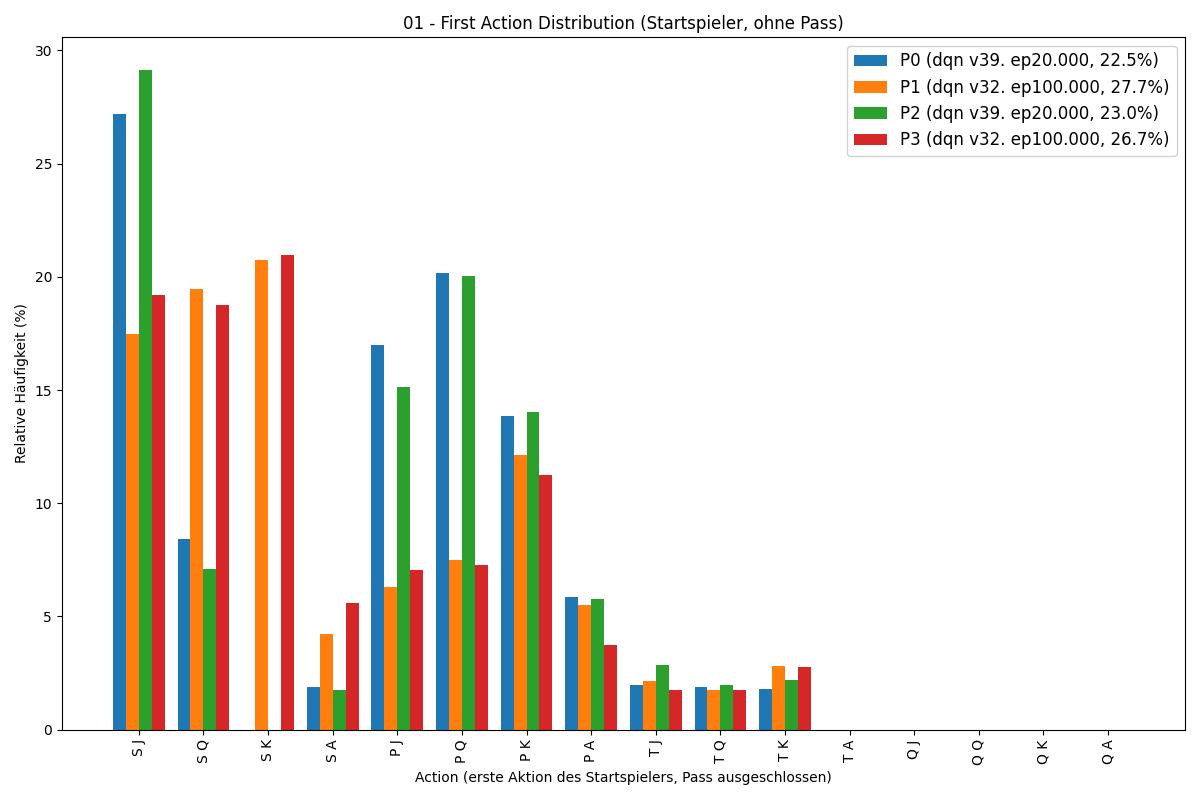 01 - First Action Distribution (Startspieler, ohne Pass)
P0 (dqn v39. ep20.000, 22.5%)
P1 (dqn v32. ep100.000, 27.7%)
P2 (dqn v39. ep20.000, 23.0%)
P3 (dqn v32. ep100.000, 26.7%)
Relative Häufigkeit (%)
30
25
20
15
10
5
0
S J
S Q
S K
S A
P J
P Q
P K
P A
T J
T Q
T K
T A
Q J
Q Q
Q K
Q A
Action (erste Aktion des Startspielers, Pass ausgeschlossen)